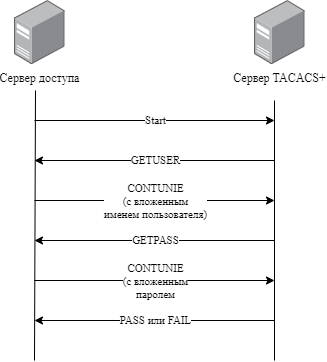 Сервер доступа
Сервер TACACS+
Start
GETUSER
CONTUNIE
(с вложенным
именем пользователя)
GETPASS
CONTUNIE
(с вложенным
паролем
PASS или FAIL